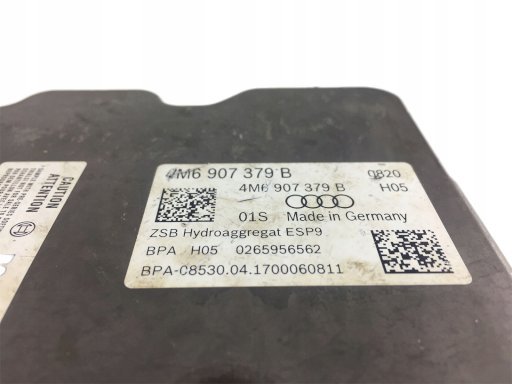 4M6 907 379 B
0820
4M6 907 379 B
H05
01S Made in Germany
ZSB Hydroaggregat ESP9
BPA H05 0265956562
BPA-C8530.04.1700060811
CAUTION
ATTENTION